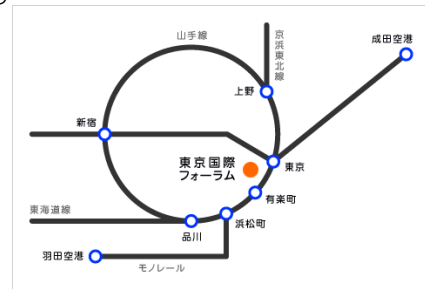 山手線
京浜東北線
成田空港
上野
新宿
東京国際
フォーラム
東京
有楽町
東海道線
浜松町
品川
羽田空港
モノレール